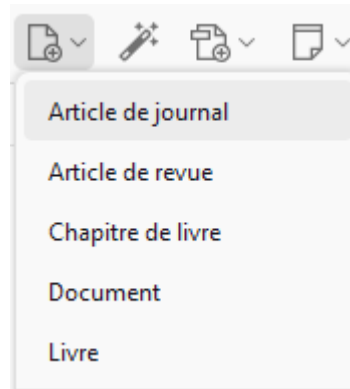 Article de journal
Article de revue
Chapitre de livre
Document
Livre